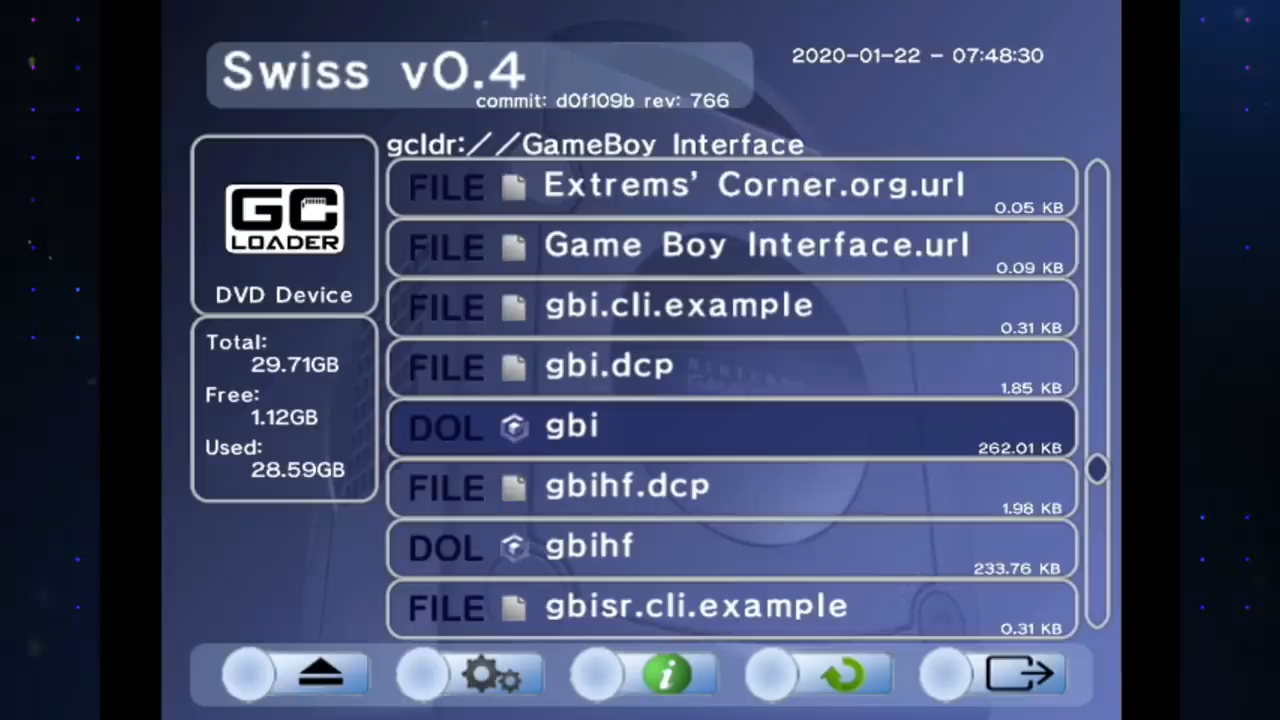 Swiss v0.4
commit: d0f109b rev: 766
2020-01-22 - 07:48:30
gcldr://GameBoy Interface
GC
LOADER
DVD Device
Total:
29.71GB
Free:
1.12GB
Used:
28.59GB
FILE Extrems' Corner.org.url
0.05 KB
FILE Game Boy Interface.url
0.09 KB
FILE gbi.cli.example
0.31 KB
FILE gbi.dcp
1.85 KB
DOL gbi
262.01 KB
FILE gbihf.dcp
1.98 KB
DOL gbihf
233.76 KB
FILE gbisr.cli.example
0.31 KB